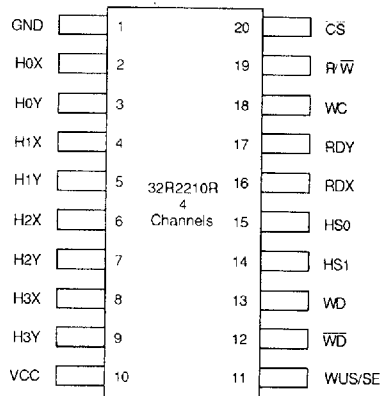 GND 1 20 C̅S̅
H0X 2 19 R/W̅
H0Y 3 18 WC
H1X 4 17 RDY
H1Y 5 16 RDX
32R2210R
4
Channels
H2X 6 15 HS0
H2Y 7 14 HS1
H3X 8 13 WD
H3Y 9 12 W̅D̅
VCC 10 11 WUS/SE